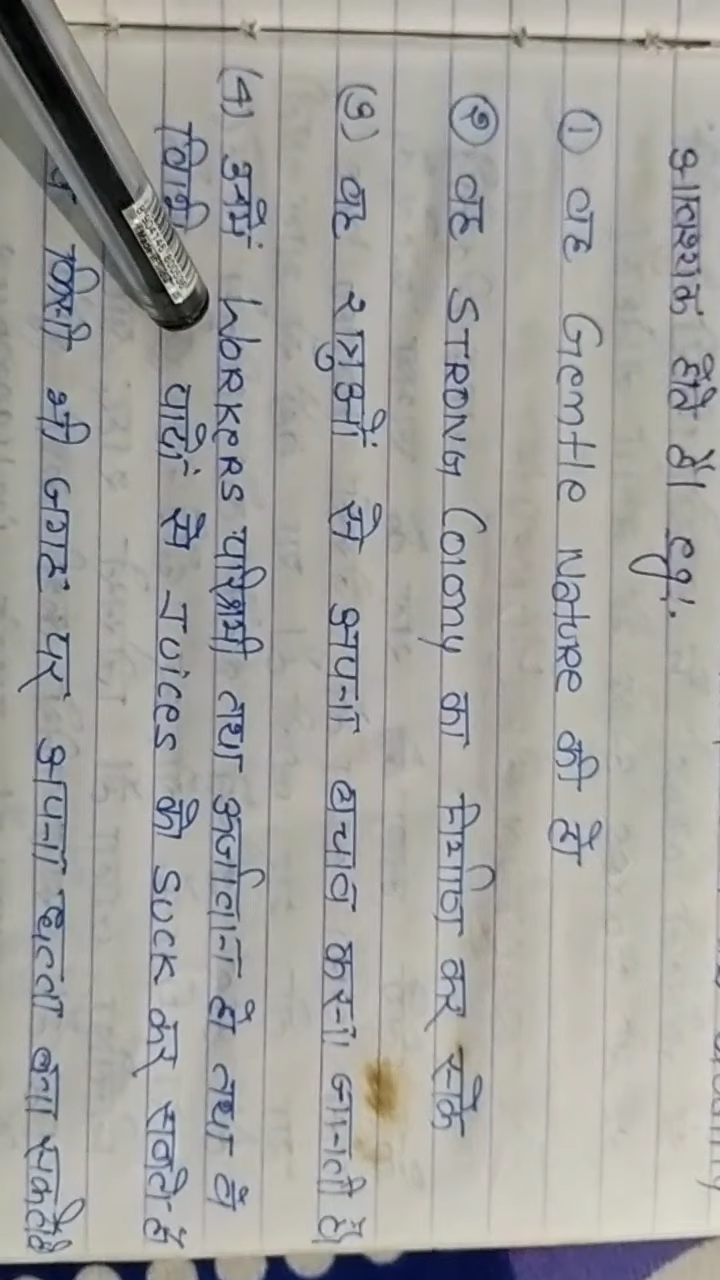 आवश्यक होते है। eg:
① वह Gentle Nature की हो
② वह STRONG Colony का निर्माण कर सके
(3) वह शत्रुओं से अपना बचाव करना जानती हो।
(4) इनमें WORKERS परिश्रमी तथा ऊर्जावान हो तथा वो
पादों से Juices को SUCK कर सकते हो
किसी भी जगह पर अपना छत्ता बना सकते हो